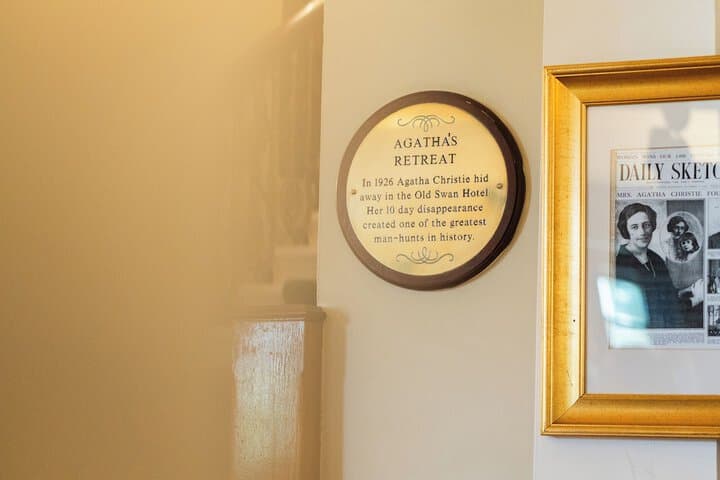 AGATHA'S
RETREAT
In 1926 Agatha Christie hid
away in the Old Swan Hotel.
Her 10 day disappearance
created one of the greatest
man-hunts in history.
DAILY SKETC
MRS. AGATHA CHRISTIE FOU